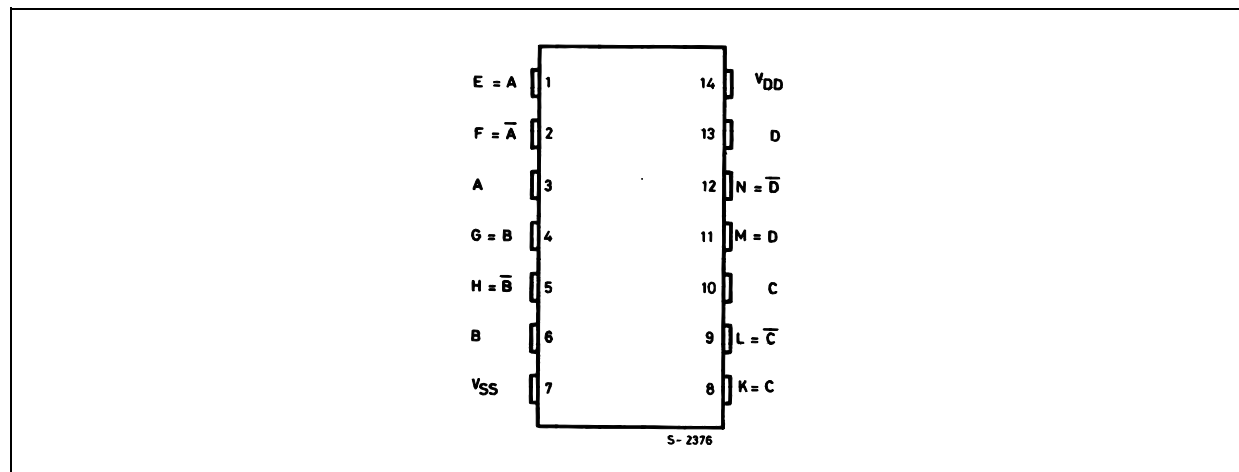 E = A 1 14 VDD
F = A̅ 2 13 D
A 3 12 N = D̅
G = B 4 11 M = D
H = B̅ 5 10 C
B 6 9 L = C̅
VSS 7 8 K = C
S- 2376